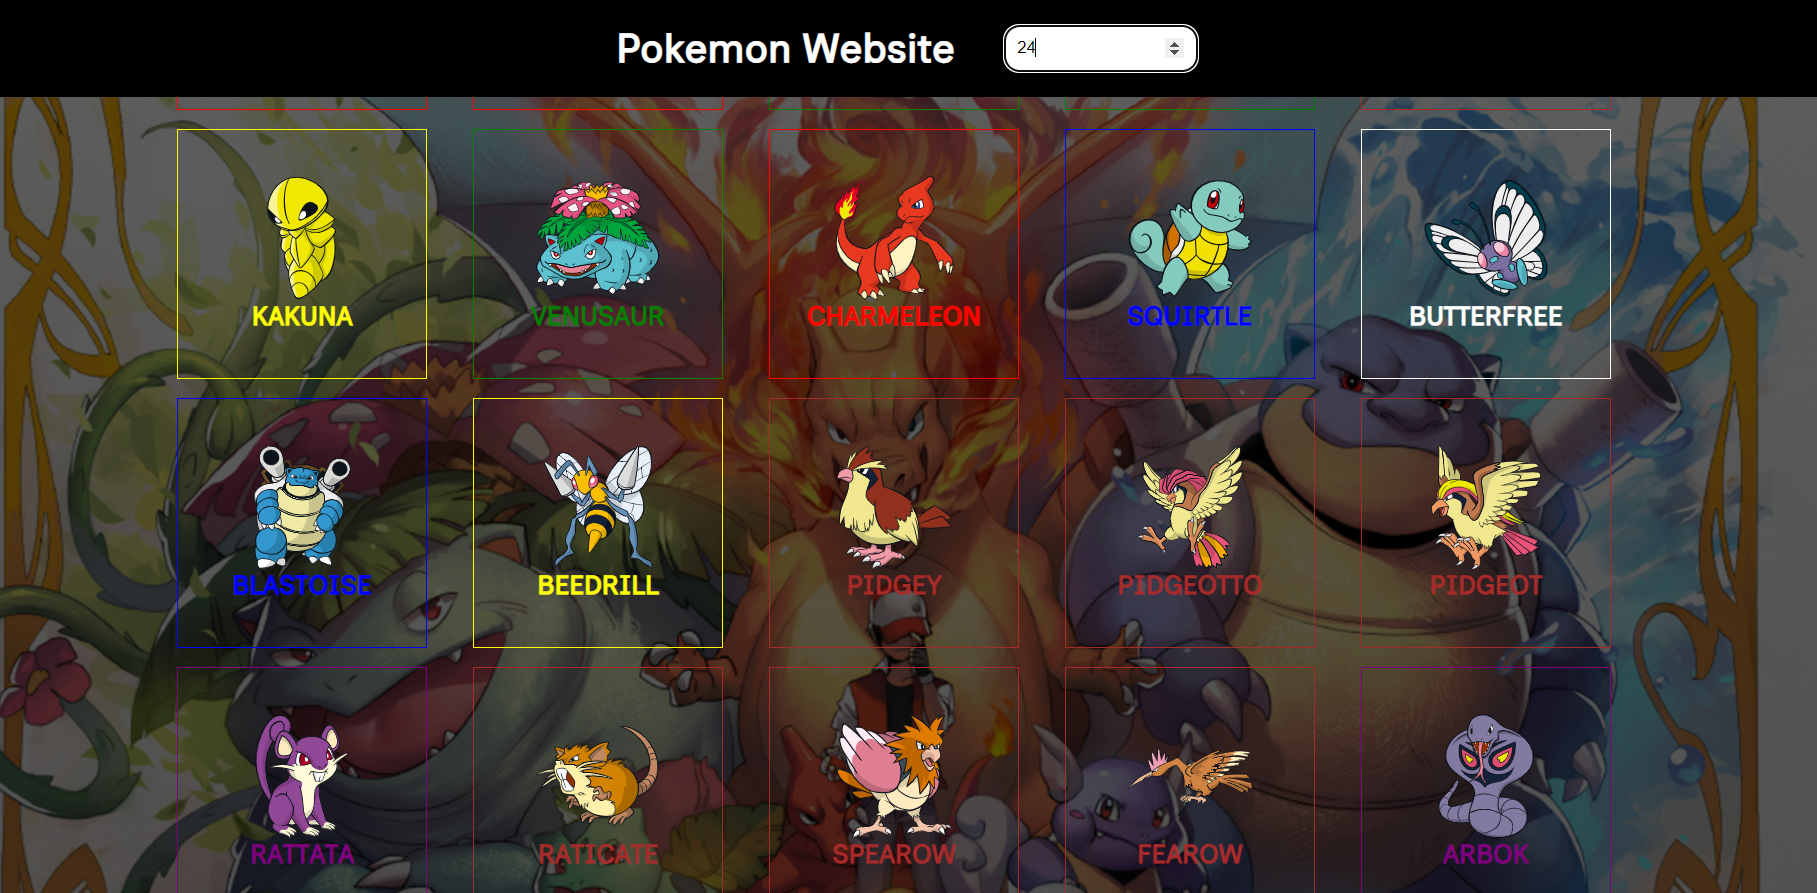 Pokemon Website
24
KAKUNA
VENUSAUR
CHARMELEON
SQUIRTLE
BUTTERFREE
BLASTOISE
BEEDRILL
PIDGEY
PIDGEOTTO
PIDGEOT
RATTATA
RATICATE
SPEAROW
FEAROW
ARBOK